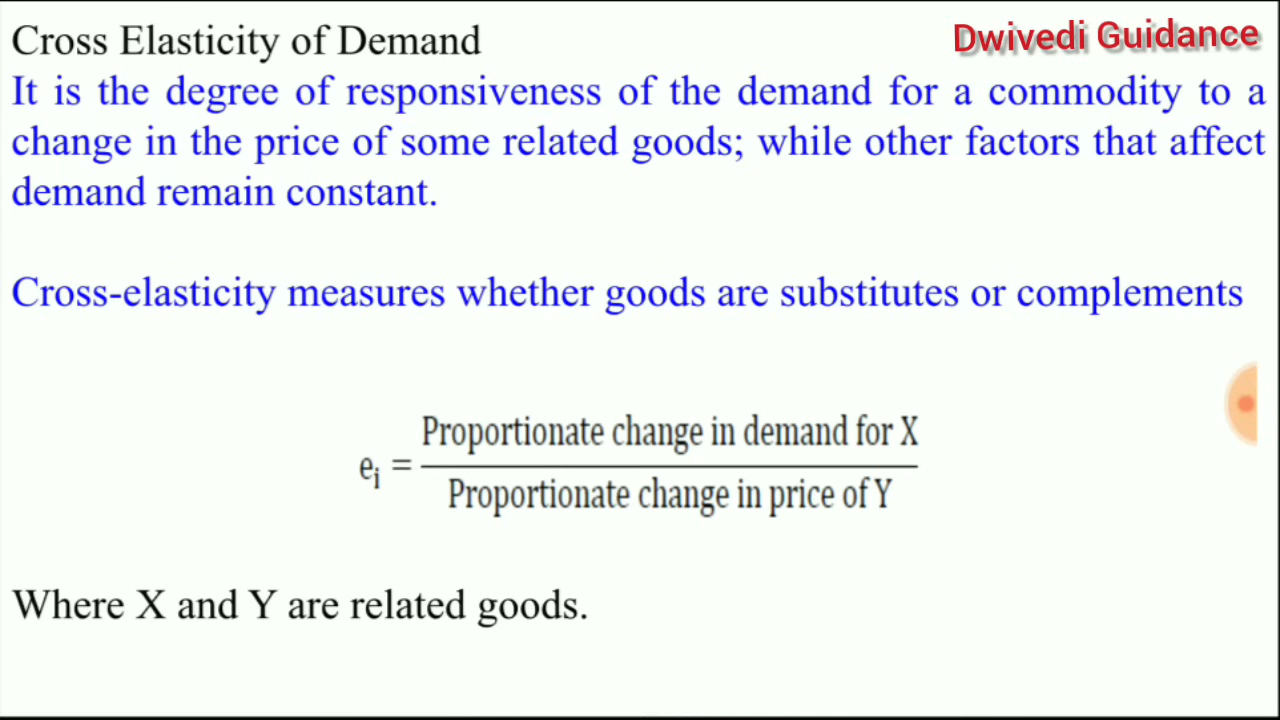 Cross Elasticity of Demand
Dwivedi Guidance
It is the degree of responsiveness of the demand for a commodity to a
change in the price of some related goods; while other factors that affect
demand remain constant.
Cross-elasticity measures whether goods are substitutes or complements
Proportionate change in demand for X
eᵢ =
Proportionate change in price of Y
Where X and Y are related goods.